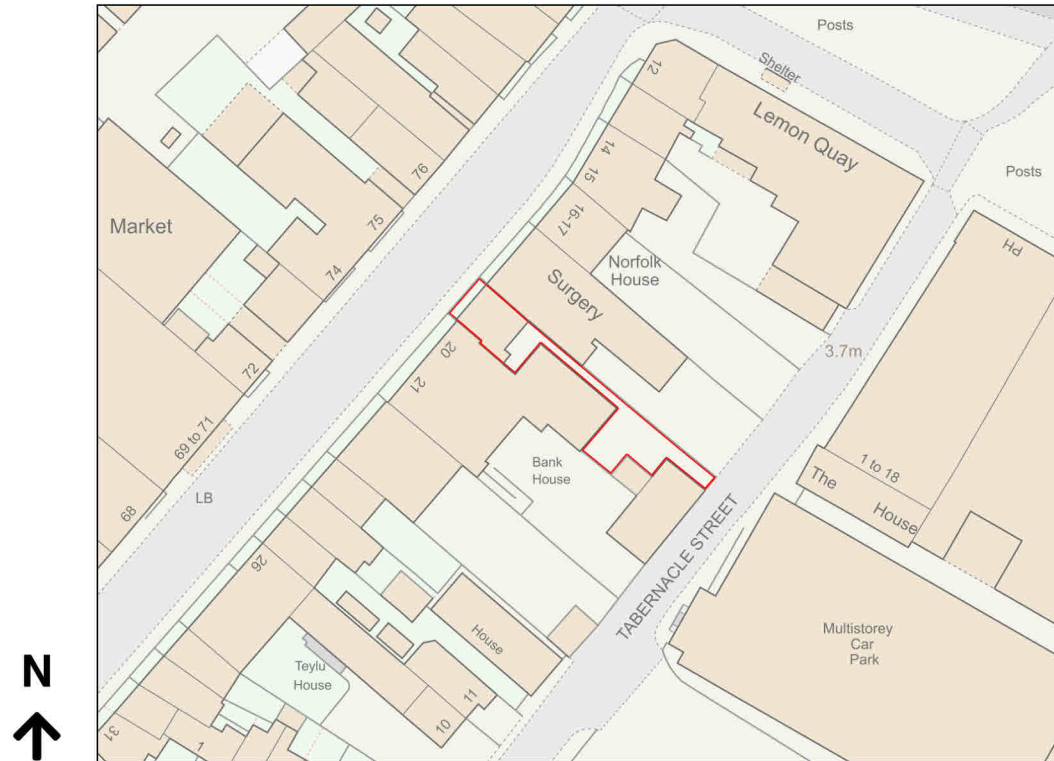 Posts
Shelter
12
Lemon Quay
14
15
76
Posts
16-17
Market
75
Hd
Norfolk
House
74
Surgery
3.7m
20
72
21
69 to 71
1 to 18
The
House
Bank
House
LB
68
TABERNACLE STREET
26
Multistorey
Car
Park
House
Teylu
House
11
10
31
1
N